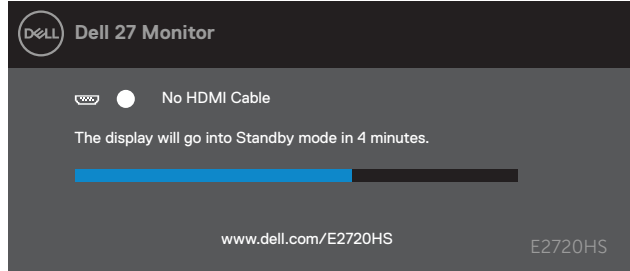 DELL
Dell 27 Monitor
No HDMI Cable
The display will go into Standby mode in 4 minutes.
www.dell.com/E2720HS
E2720HS